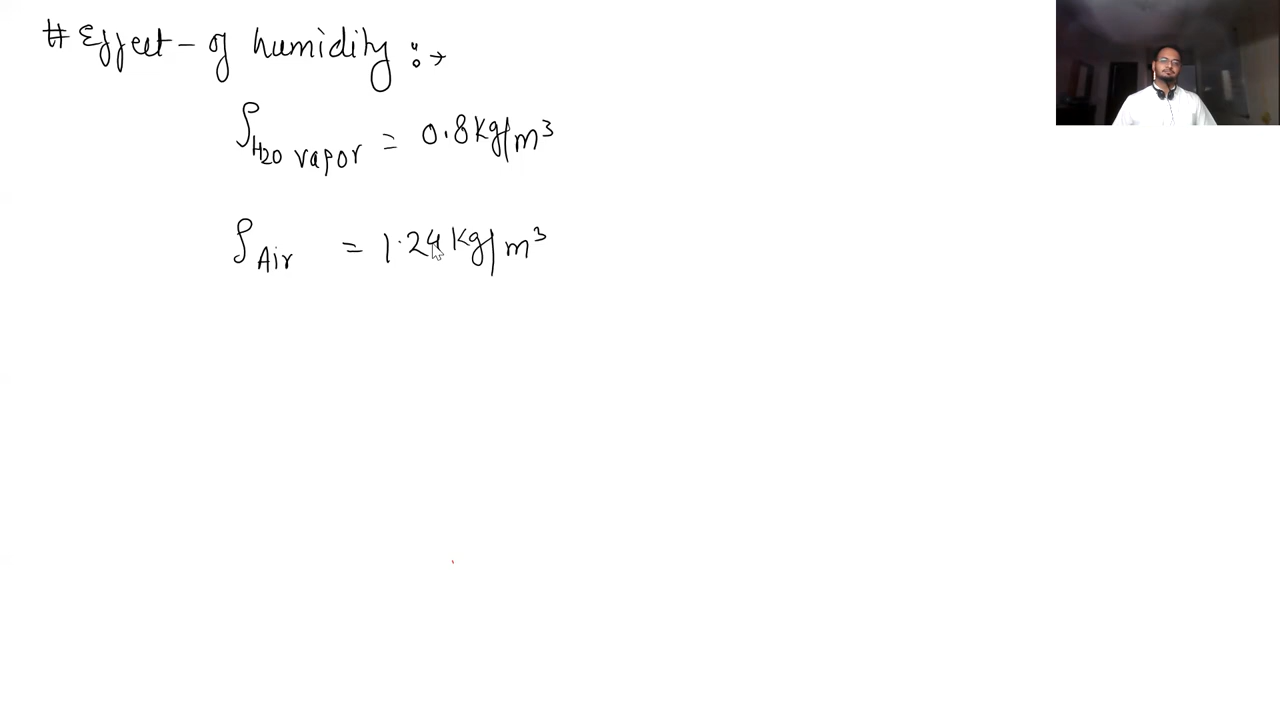 # Effect of humidity :→
ρH₂O vapor = 0.8 Kg/m³
ρAir = 1.24 Kg/m³